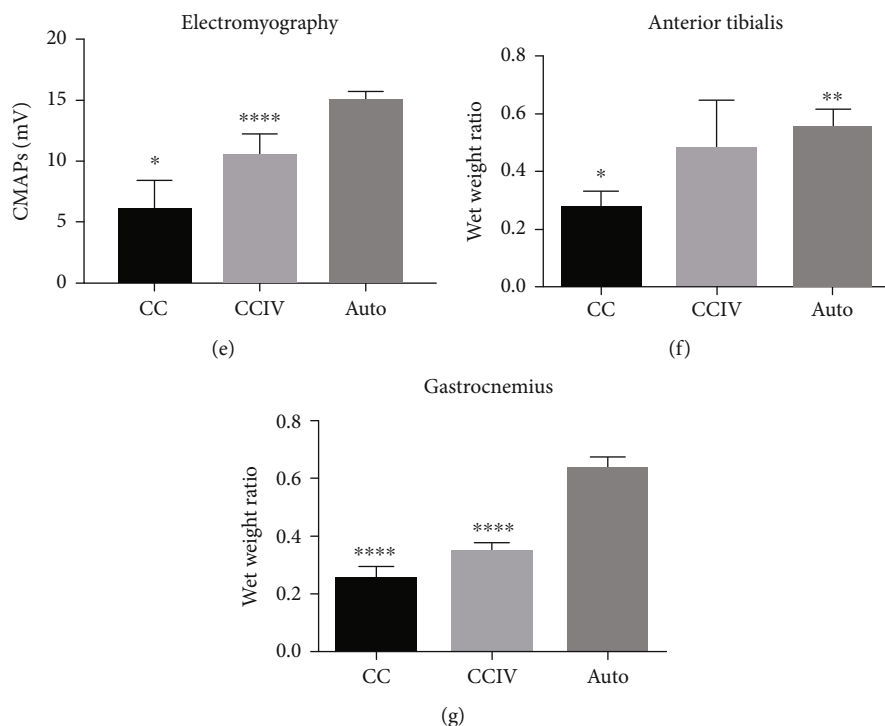 Electromyography
CMAPs (mV)
20
15
10
5
0
*
****
CC
CCIV
Auto
(e)
Anterior tibialis
Wet weight ratio
0.8
0.6
0.4
0.2
0.0
*
**
CC
CCIV
Auto
(f)
Gastrocnemius
Wet weight ratio
0.8
0.6
0.4
0.2
0.0
****
****
CC
CCIV
Auto
(g)